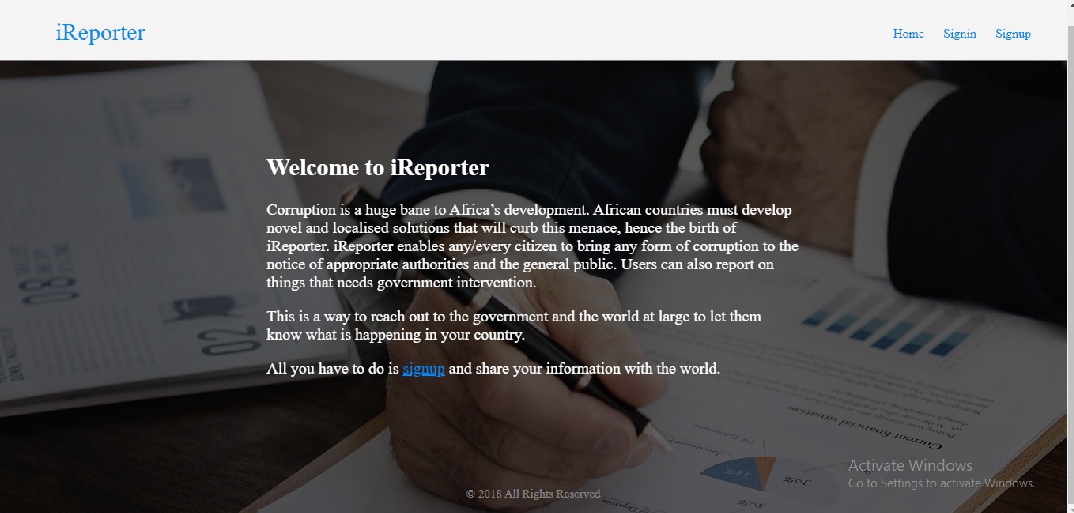 iReporter
Home Signin Signup
Welcome to iReporter
Corruption is a huge bane to Africa's development. African countries must develop
novel and localised solutions that will curb this menace, hence the birth of
iReporter. iReporter enables any/every citizen to bring any form of corruption to the
notice of appropriate authorities and the general public. Users can also report on
things that needs government intervention.
This is a way to reach out to the government and the world at large to let them
know what is happening in your country.
All you have to do is signup and share your information with the world.
Current financial situation
Activate Windows
Go to Settings to activate Windows.
© 2018 All Rights Reserved